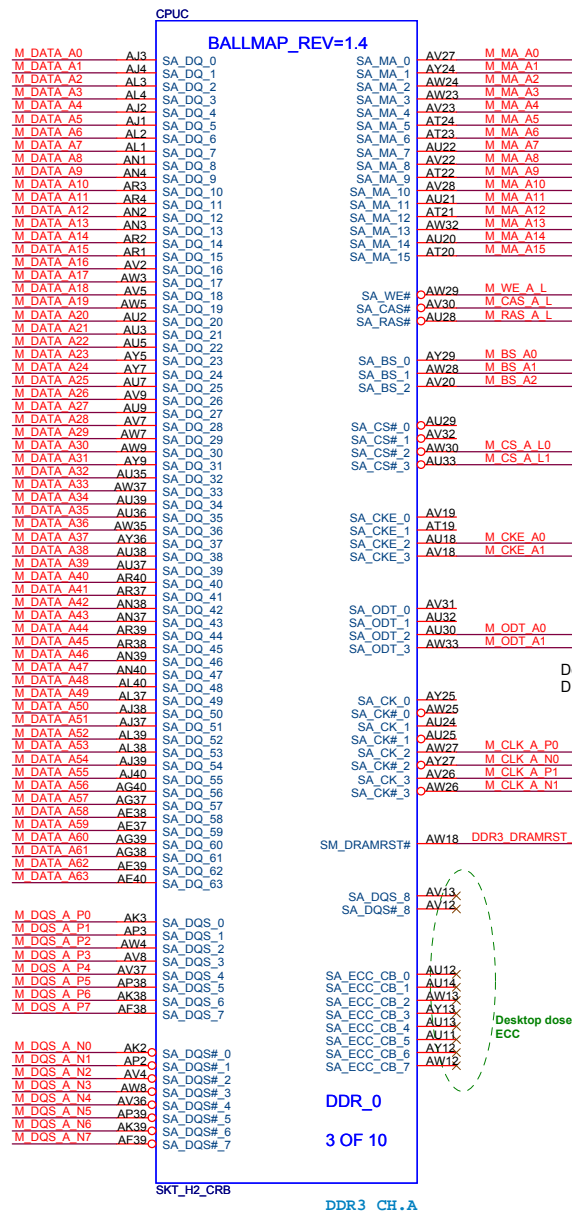 CPUC
BALLMAP_REV=1.4
M_DATA_A0 AJ3 SA_DQ_0
M_DATA_A1 AJ4 SA_DQ_1
M_DATA_A2 AL3 SA_DQ_2
M_DATA_A3 AL4 SA_DQ_3
M_DATA_A4 AJ2 SA_DQ_4
M_DATA_A5 AJ1 SA_DQ_5
M_DATA_A6 AL2 SA_DQ_6
M_DATA_A7 AL1 SA_DQ_7
M_DATA_A8 AN1 SA_DQ_8
M_DATA_A9 AN4 SA_DQ_9
M_DATA_A10 AR3 SA_DQ_10
M_DATA_A11 AR4 SA_DQ_11
M_DATA_A12 AN2 SA_DQ_12
M_DATA_A13 AN3 SA_DQ_13
M_DATA_A14 AR2 SA_DQ_14
M_DATA_A15 AR1 SA_DQ_15
M_DATA_A16 AV2 SA_DQ_16
M_DATA_A17 AW3 SA_DQ_17
M_DATA_A18 AV5 SA_DQ_18
M_DATA_A19 AW5 SA_DQ_19
M_DATA_A20 AU2 SA_DQ_20
M_DATA_A21 AU3 SA_DQ_21
M_DATA_A22 AU5 SA_DQ_22
M_DATA_A23 AY5 SA_DQ_23
M_DATA_A24 AY7 SA_DQ_24
M_DATA_A25 AU7 SA_DQ_25
M_DATA_A26 AV9 SA_DQ_26
M_DATA_A27 AU9 SA_DQ_27
M_DATA_A28 AV7 SA_DQ_28
M_DATA_A29 AW7 SA_DQ_29
M_DATA_A30 AW9 SA_DQ_30
M_DATA_A31 AY9 SA_DQ_31
M_DATA_A32 AU35 SA_DQ_32
M_DATA_A33 AW37 SA_DQ_33
M_DATA_A34 AU39 SA_DQ_34
M_DATA_A35 AU36 SA_DQ_35
M_DATA_A36 AW35 SA_DQ_36
M_DATA_A37 AY36 SA_DQ_37
M_DATA_A38 AU38 SA_DQ_38
M_DATA_A39 AU37 SA_DQ_39
M_DATA_A40 AR40 SA_DQ_40
M_DATA_A41 AR37 SA_DQ_41
M_DATA_A42 AN38 SA_DQ_42
M_DATA_A43 AN37 SA_DQ_43
M_DATA_A44 AR39 SA_DQ_44
M_DATA_A45 AR38 SA_DQ_45
M_DATA_A46 AN39 SA_DQ_46
M_DATA_A47 AN40 SA_DQ_47
M_DATA_A48 AL40 SA_DQ_48
M_DATA_A49 AL37 SA_DQ_49
M_DATA_A50 AJ38 SA_DQ_50
M_DATA_A51 AJ37 SA_DQ_51
M_DATA_A52 AL39 SA_DQ_52
M_DATA_A53 AL38 SA_DQ_53
M_DATA_A54 AJ39 SA_DQ_54
M_DATA_A55 AJ40 SA_DQ_55
M_DATA_A56 AG40 SA_DQ_56
M_DATA_A57 AG37 SA_DQ_57
M_DATA_A58 AE38 SA_DQ_58
M_DATA_A59 AE37 SA_DQ_59
M_DATA_A60 AG39 SA_DQ_60
M_DATA_A61 AG38 SA_DQ_61
M_DATA_A62 AE39 SA_DQ_62
M_DATA_A63 AE40 SA_DQ_63
M_DQS_A_P0 AK3 SA_DQS_0
M_DQS_A_P1 AP3 SA_DQS_1
M_DQS_A_P2 AW4 SA_DQS_2
M_DQS_A_P3 AV8 SA_DQS_3
M_DQS_A_P4 AV37 SA_DQS_4
M_DQS_A_P5 AP38 SA_DQS_5
M_DQS_A_P6 AK38 SA_DQS_6
M_DQS_A_P7 AF38 SA_DQS_7
M_DQS_A_N0 AK2 SA_DQS#_0
M_DQS_A_N1 AP2 SA_DQS#_1
M_DQS_A_N2 AV4 SA_DQS#_2
M_DQS_A_N3 AW8 SA_DQS#_3
M_DQS_A_N4 AV36 SA_DQS#_4
M_DQS_A_N5 AP39 SA_DQS#_5
M_DQS_A_N6 AK39 SA_DQS#_6
M_DQS_A_N7 AF39 SA_DQS#_7
SA_MA_0 AV27 M_MA_A0
SA_MA_1 AY24 M_MA_A1
SA_MA_2 AW24 M_MA_A2
SA_MA_3 AW23 M_MA_A3
SA_MA_4 AV23 M_MA_A4
SA_MA_5 AT24 M_MA_A5
SA_MA_6 AT23 M_MA_A6
SA_MA_7 AU22 M_MA_A7
SA_MA_8 AV22 M_MA_A8
SA_MA_9 AT22 M_MA_A9
SA_MA_10 AV28 M_MA_A10
SA_MA_11 AU21 M_MA_A11
SA_MA_12 AT21 M_MA_A12
SA_MA_13 AW32 M_MA_A13
SA_MA_14 AU20 M_MA_A14
SA_MA_15 AT20 M_MA_A15
SA_WE# AW29 M_WE_A_L
SA_CAS# AV30 M_CAS_A_L
SA_RAS# AU28 M_RAS_A_L
SA_BS_0 AY29 M_BS_A0
SA_BS_1 AW28 M_BS_A1
SA_BS_2 AV20 M_BS_A2
SA_CS#_0 AU29
SA_CS#_1 AV32
SA_CS#_2 AW30 M_CS_A_L0
SA_CS#_3 AU33 M_CS_A_L1
SA_CKE_0 AV19
SA_CKE_1 AT19
SA_CKE_2 AU18 M_CKE_A0
SA_CKE_3 AV18 M_CKE_A1
SA_ODT_0 AV31
SA_ODT_1 AU32
SA_ODT_2 AU30 M_ODT_A0
SA_ODT_3 AW33 M_ODT_A1
D
D
SA_CK_0 AY25
SA_CK#_0 AW25
SA_CK_1 AU24
SA_CK#_1 AU25
SA_CK_2 AW27 M_CLK_A_P0
SA_CK#_2 AY27 M_CLK_A_N0
SA_CK_3 AV26 M_CLK_A_P1
SA_CK#_3 AW26 M_CLK_A_N1
SM_DRAMRST# AW18 DDR3_DRAMRST_
SA_DQS_8 AV13
SA_DQS#_8 AV12
SA_ECC_CB_0 AU12
SA_ECC_CB_1 AU14
SA_ECC_CB_2 AW13
SA_ECC_CB_3 AY13
SA_ECC_CB_4 AU13
SA_ECC_CB_5 AU11
SA_ECC_CB_6 AY12
SA_ECC_CB_7 AW12
Desktop dose
ECC
DDR_0
3 OF 10
SKT_H2_CRB
DDR3 CH.A